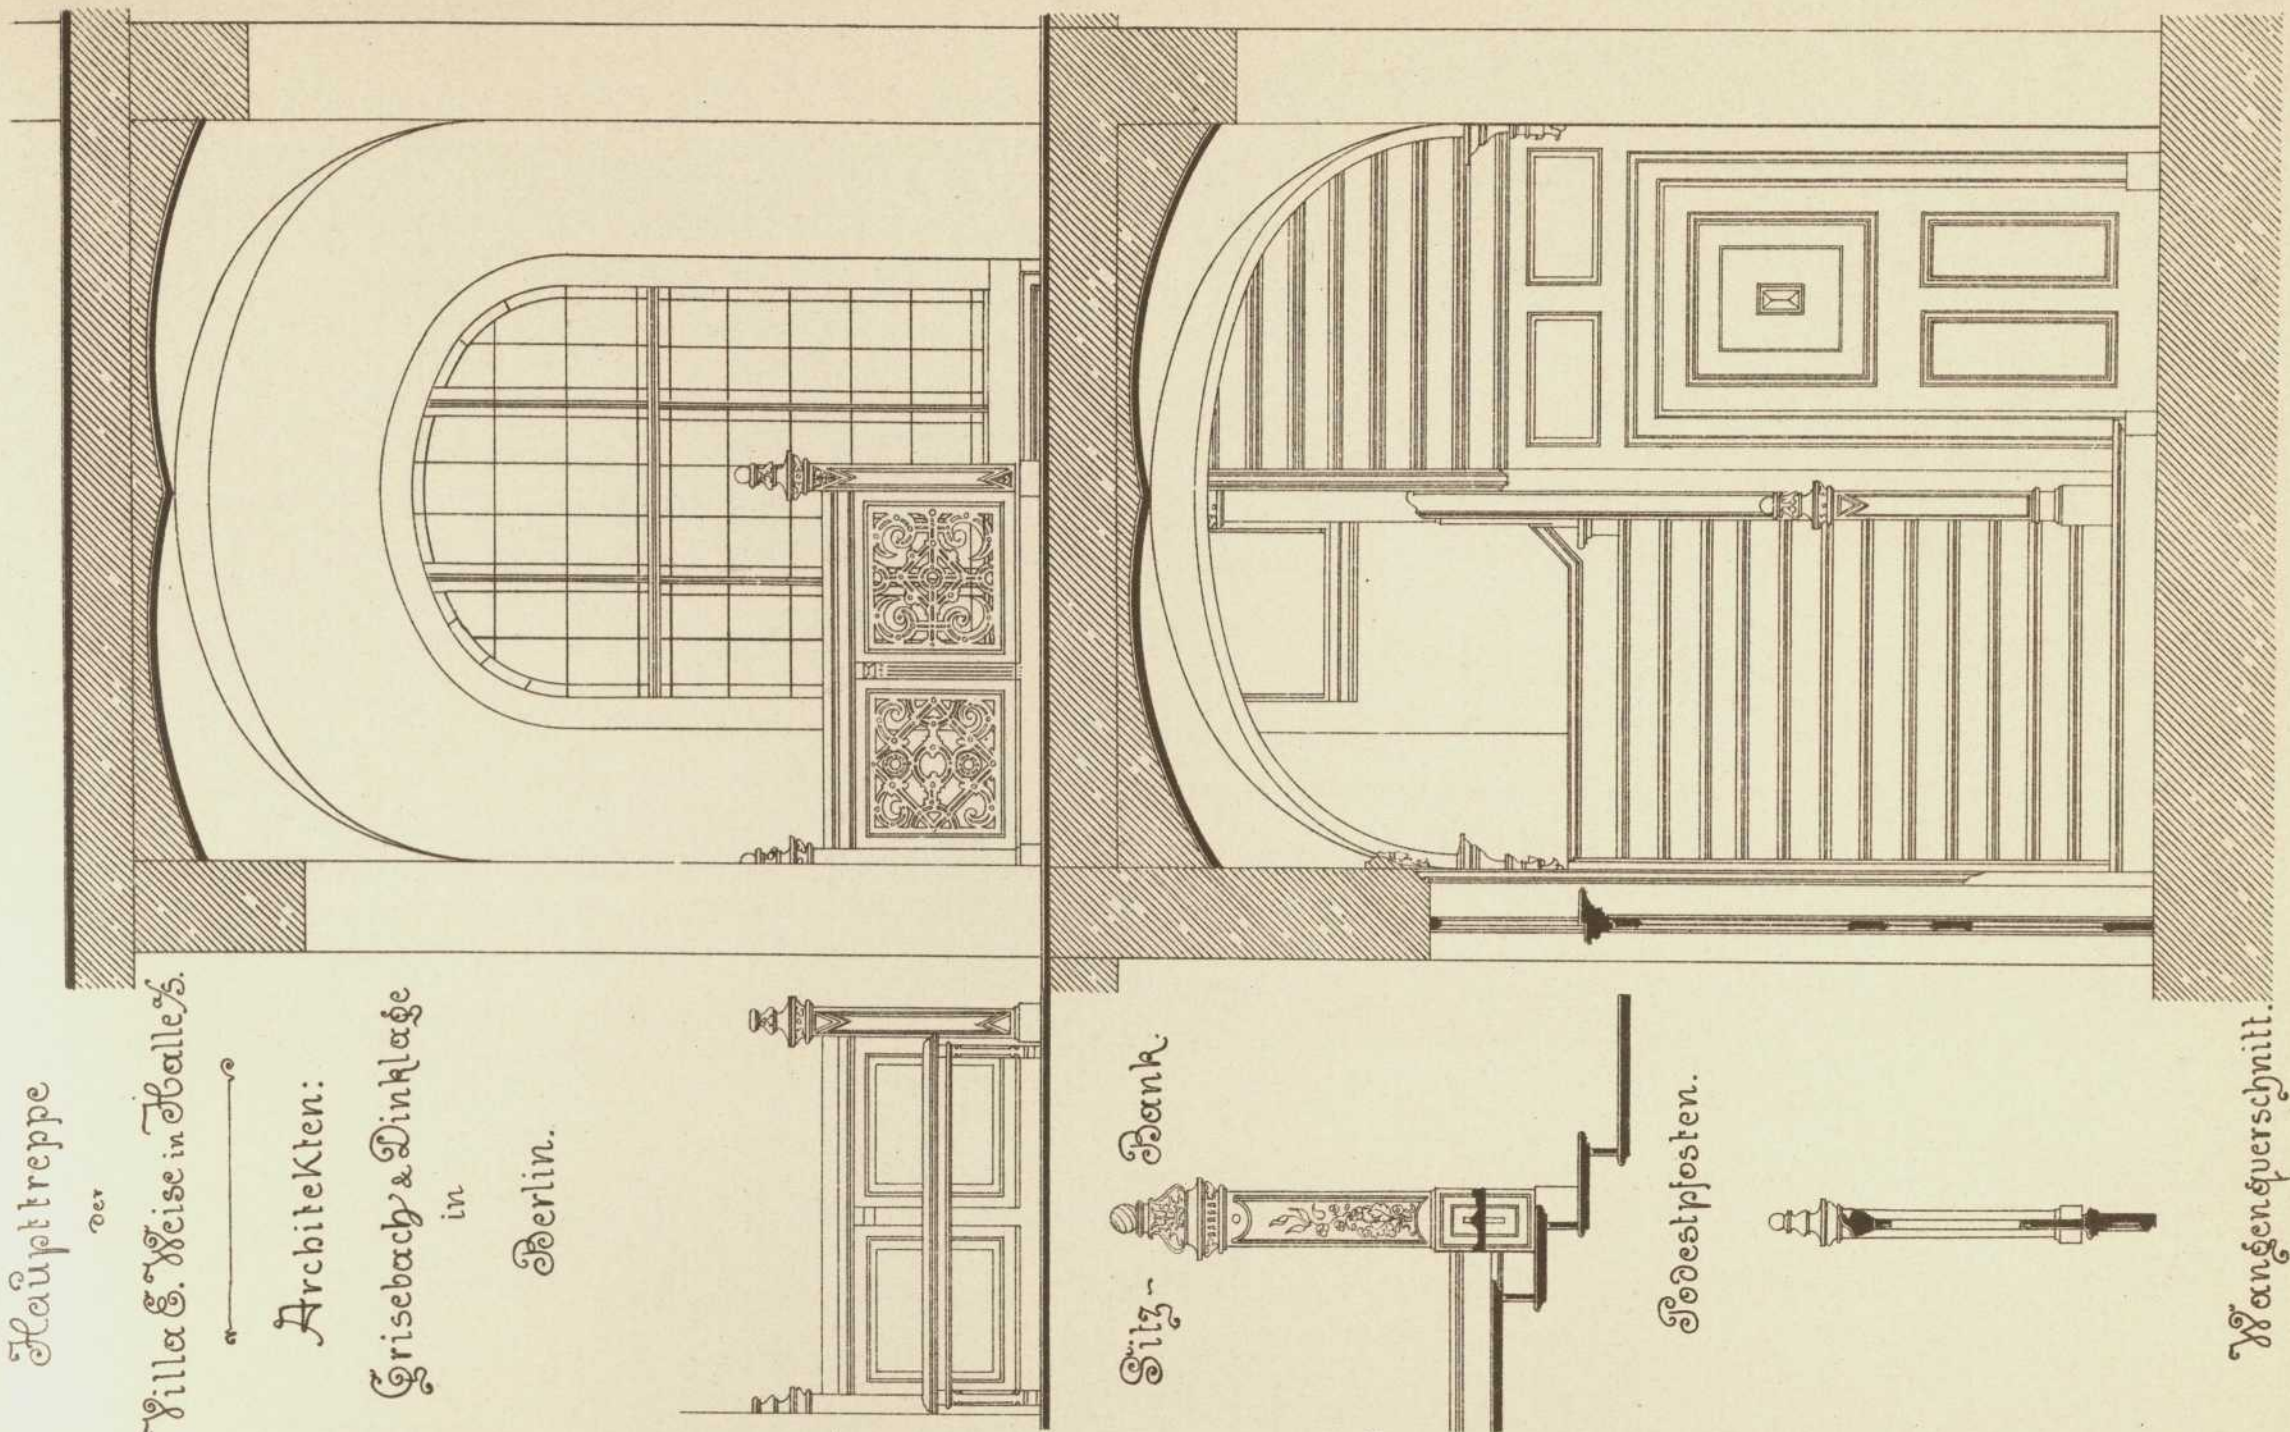 Haupttreppe
der
Villa E. Weise in Halle a/S.
Architekten:
Grisebach & Dinklage
in
Berlin.
Sitz-Bank.
Podestpfosten.
Wangenquerschnitt.